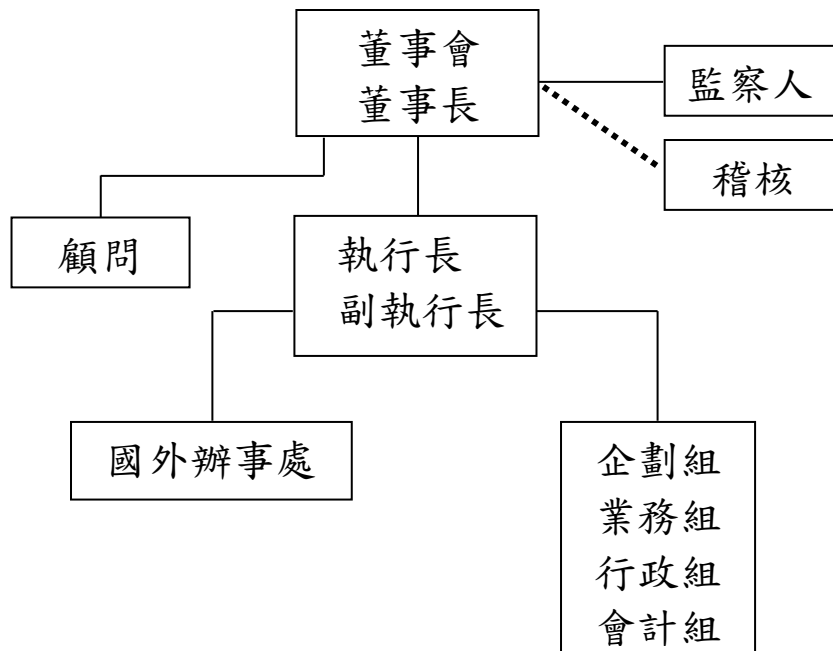 董事會
董事長
監察人
稽核
顧問
執行長
副執行長
國外辦事處
企劃組
業務組
行政組
會計組